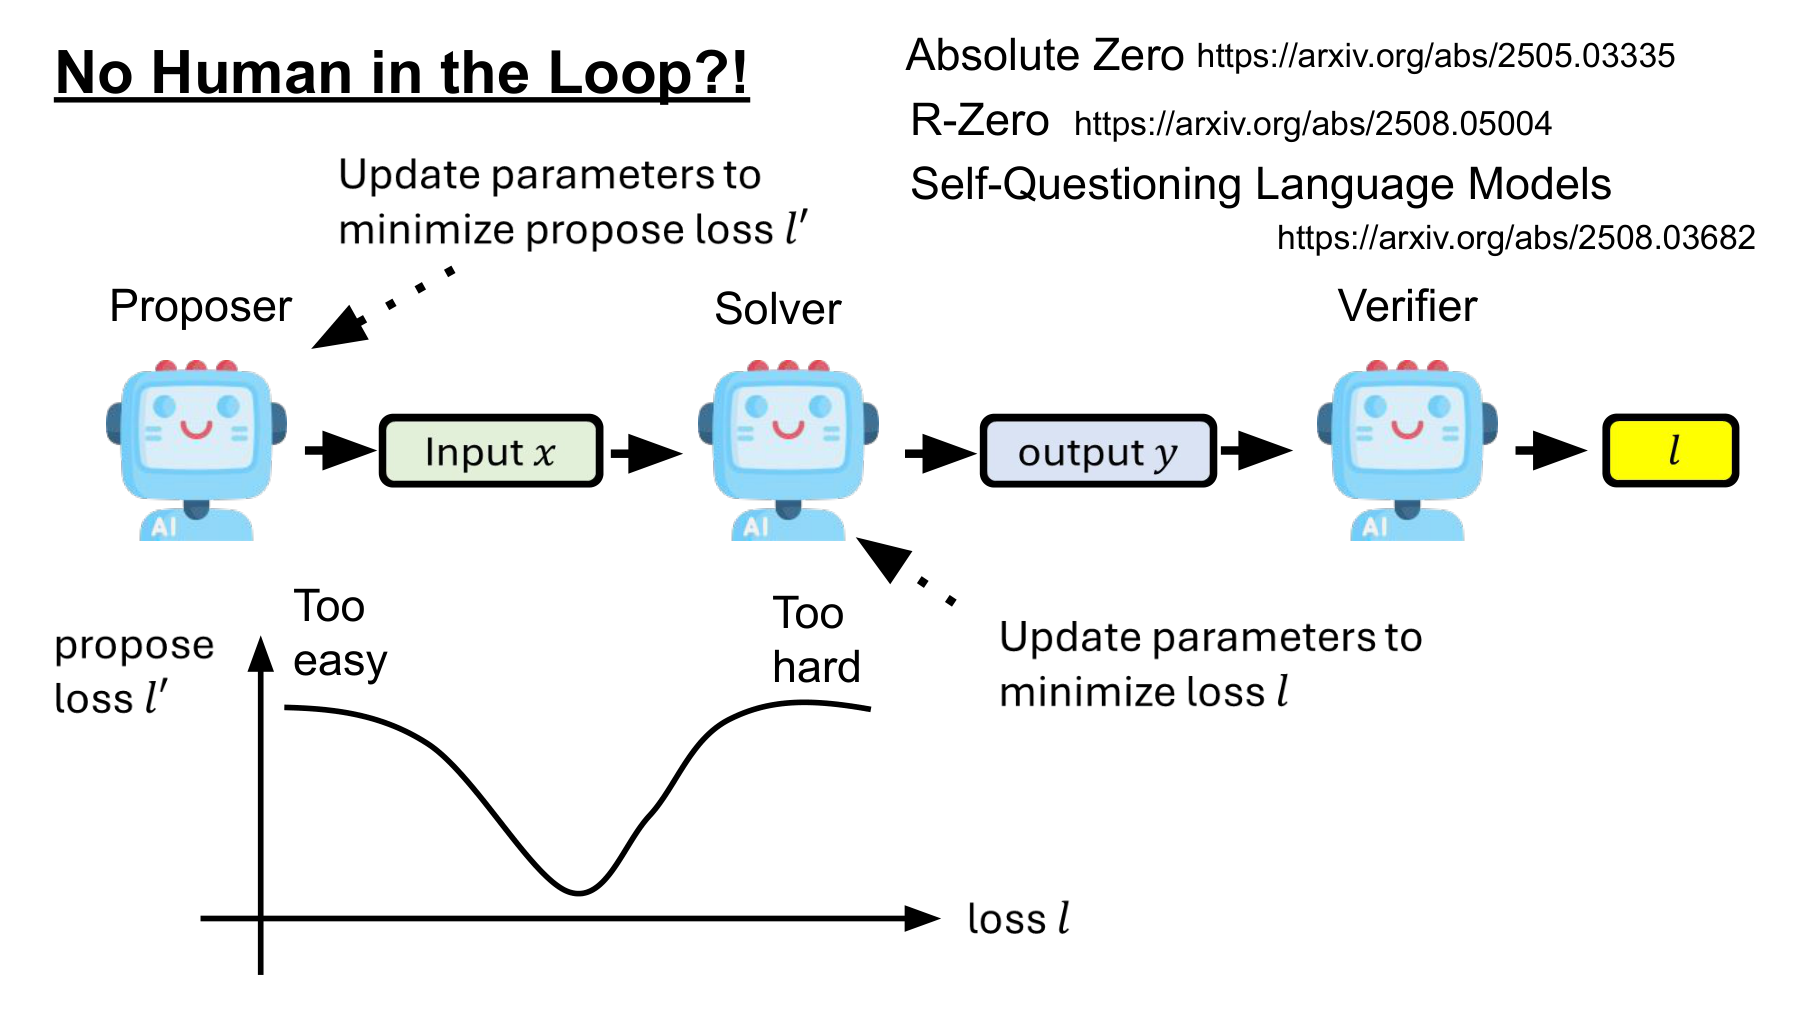 No Human in the Loop?!
Absolute Zero https://arxiv.org/abs/2505.03335
R-Zero https://arxiv.org/abs/2508.05004
Self-Questioning Language Models
https://arxiv.org/abs/2508.03682
Update parameters to
minimize propose loss l′
Proposer
Solver
Verifier
Input x
output y
l
AI
AI
AI
Too
easy
Too
hard
propose
loss l′
Update parameters to
minimize loss l
loss l